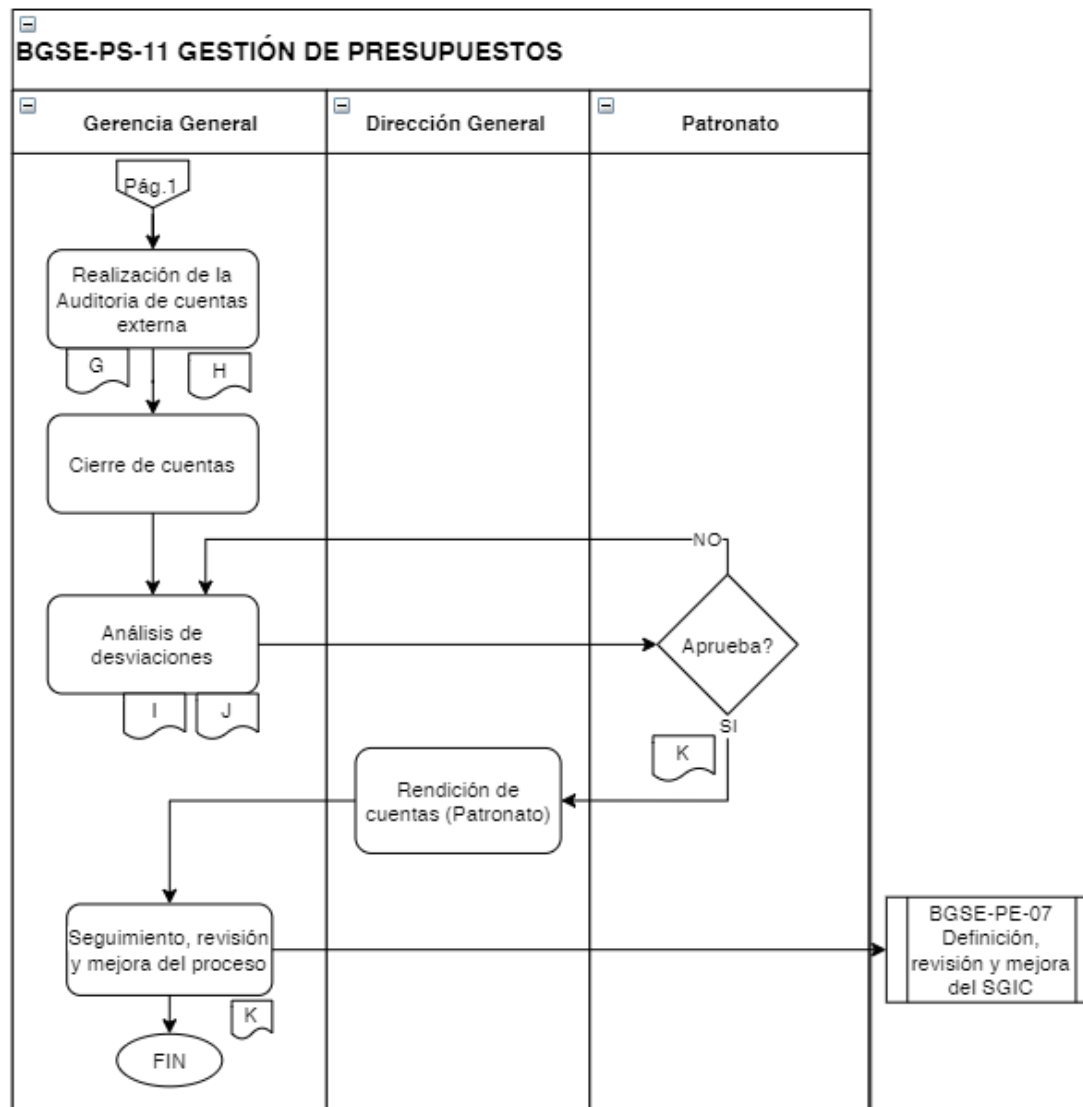 BGSE-PS-11 GESTIÓN DE PRESUPUESTOS
Gerencia General
Dirección General
Patronato
Pág.1
Realización de la
Auditoria de cuentas
externa
G
H
Cierre de cuentas
NO
Análisis de
desviaciones
Aprueba?
I
J
SI
K
Rendición de
cuentas (Patronato)
Seguimiento, revisión
y mejora del proceso
BGSE-PE-07
Definición,
revisión y mejora
del SGIC
K
FIN